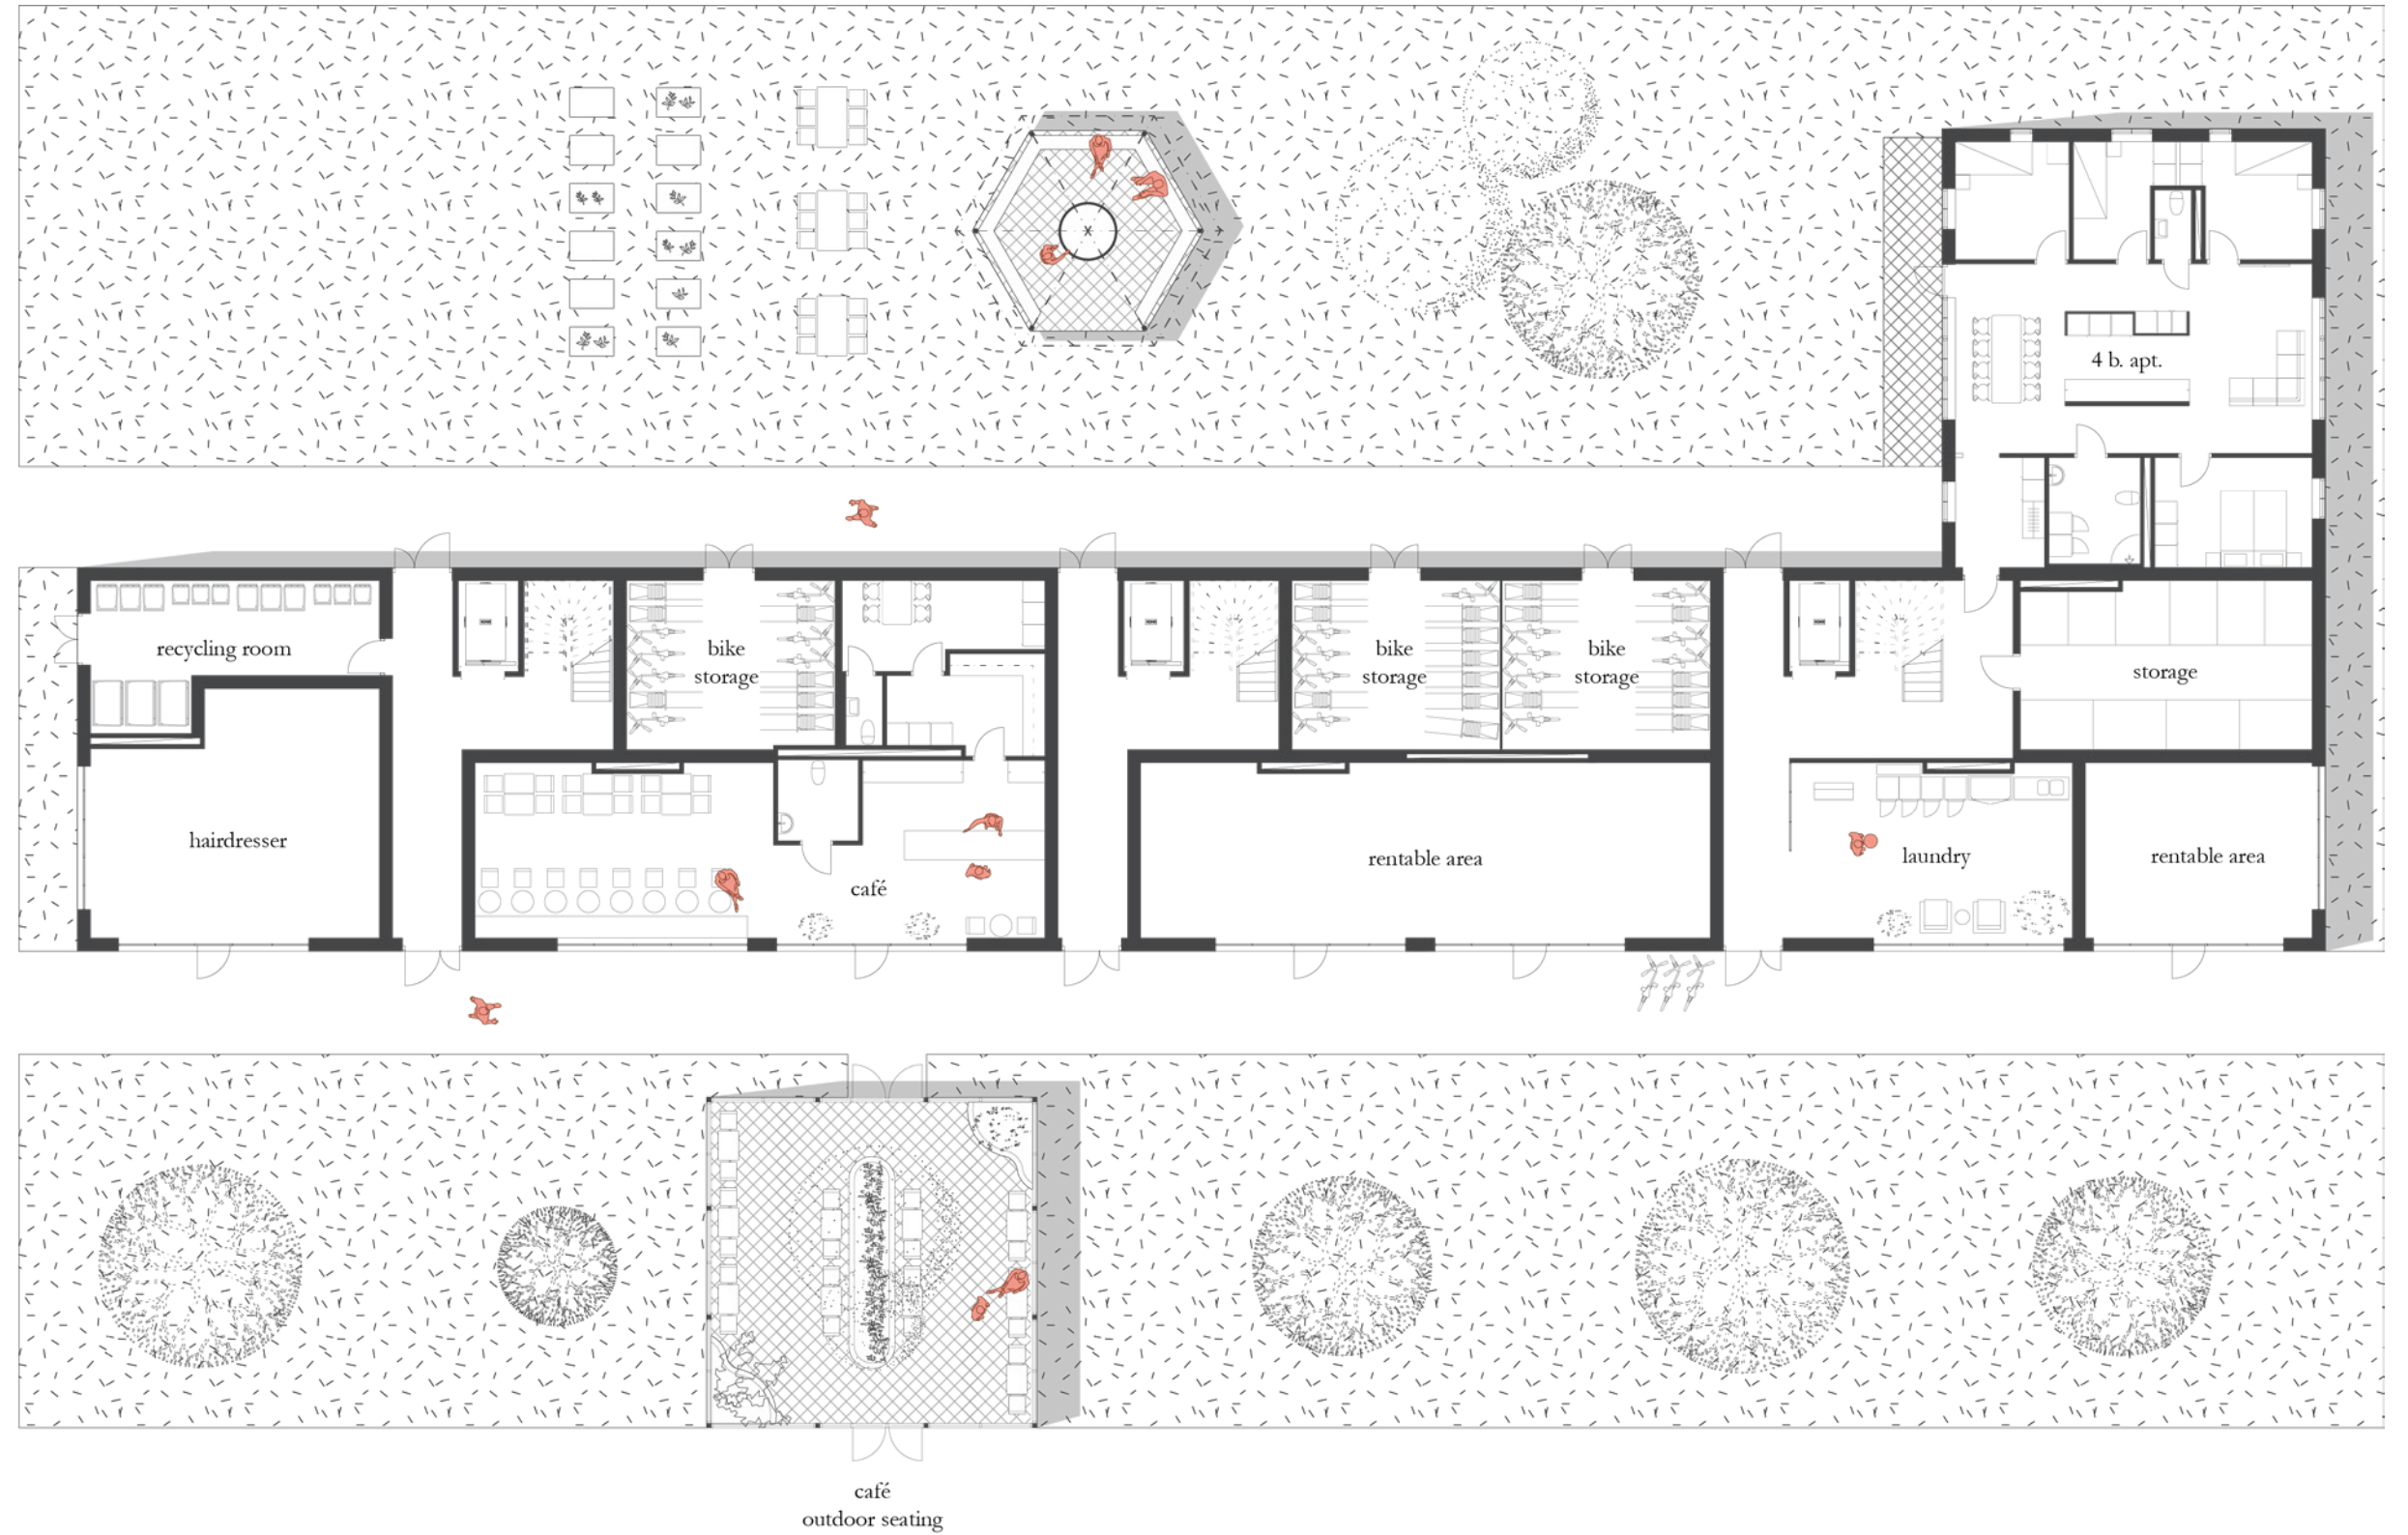 4 b. apt.
recycling room
bike
storage
bike
storage
bike
storage
storage
hairdresser
café
rentable area
laundry
rentable area
café
outdoor seating